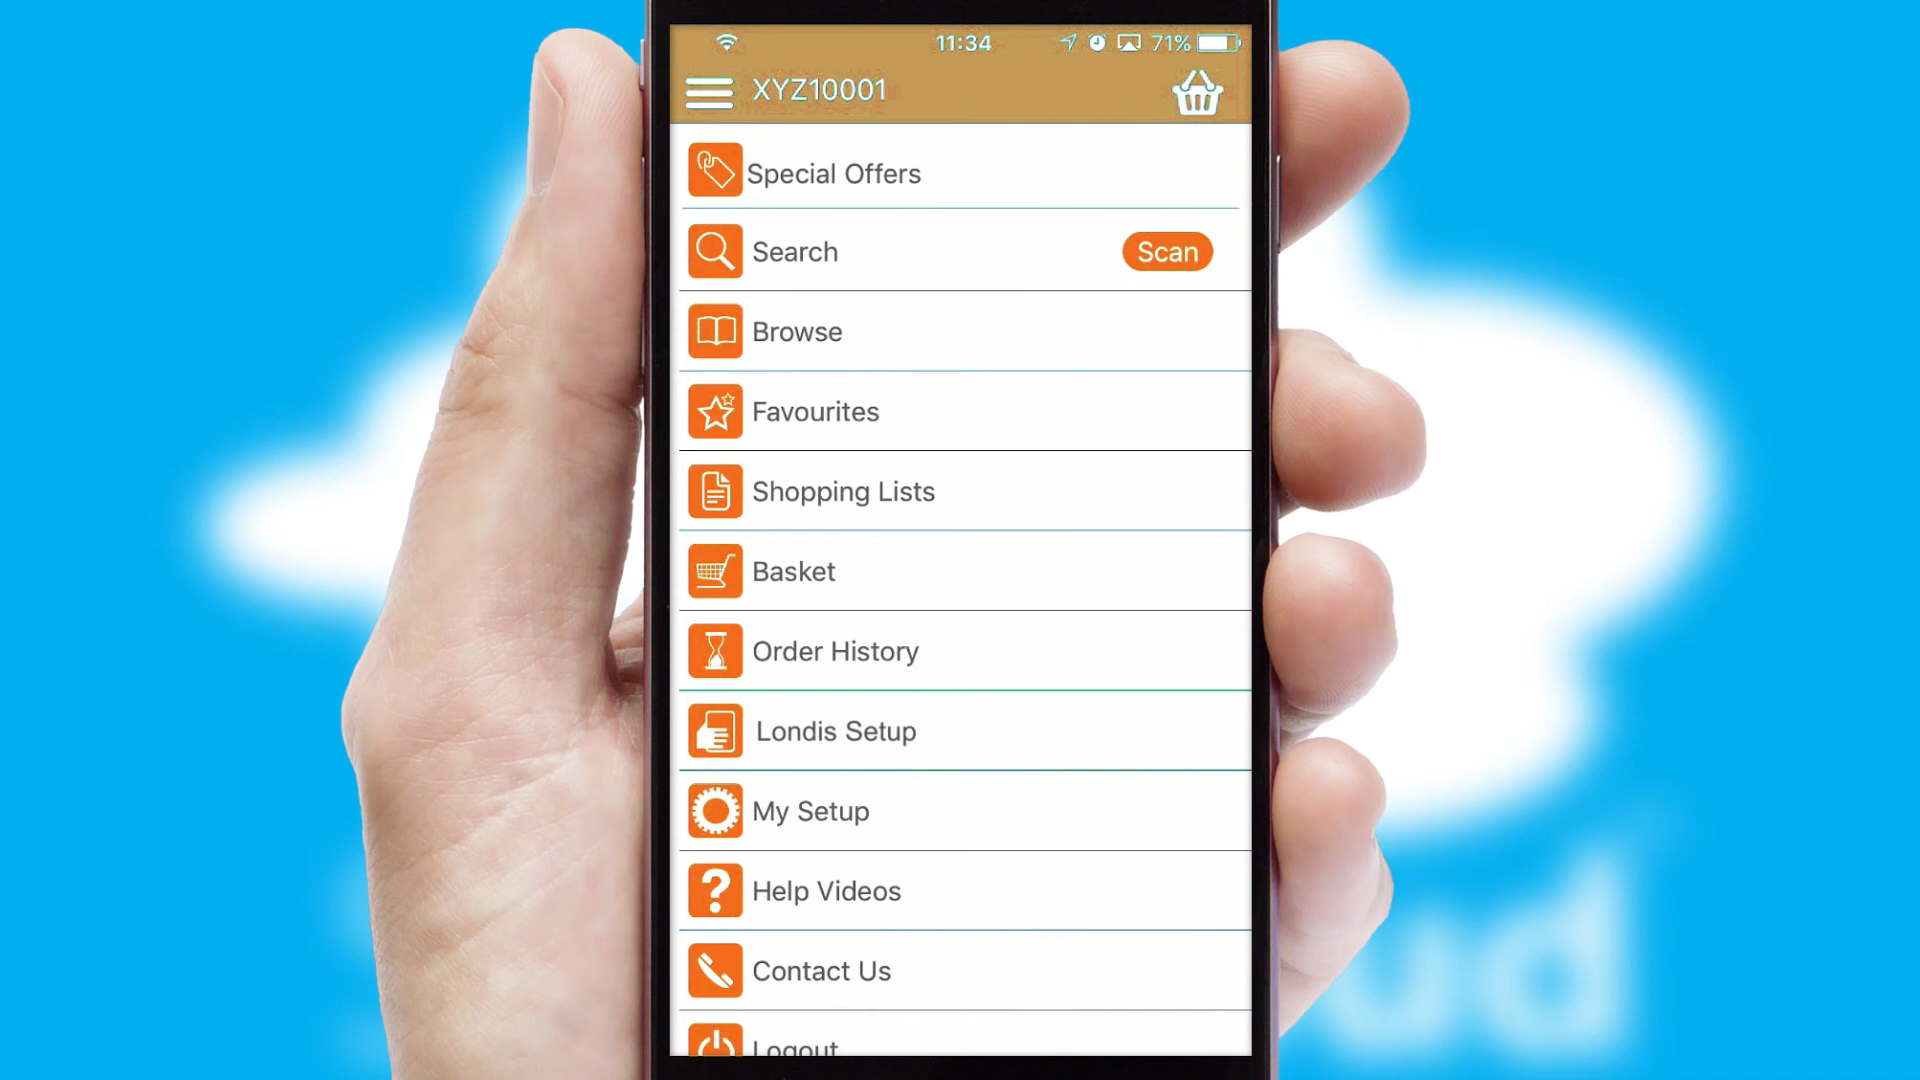 11:34 71%
XYZ10001
Special Offers
Search Scan
Browse
Favourites
Shopping Lists
Basket
Order History
Londis Setup
My Setup
Help Videos
Contact Us
Logout
ud